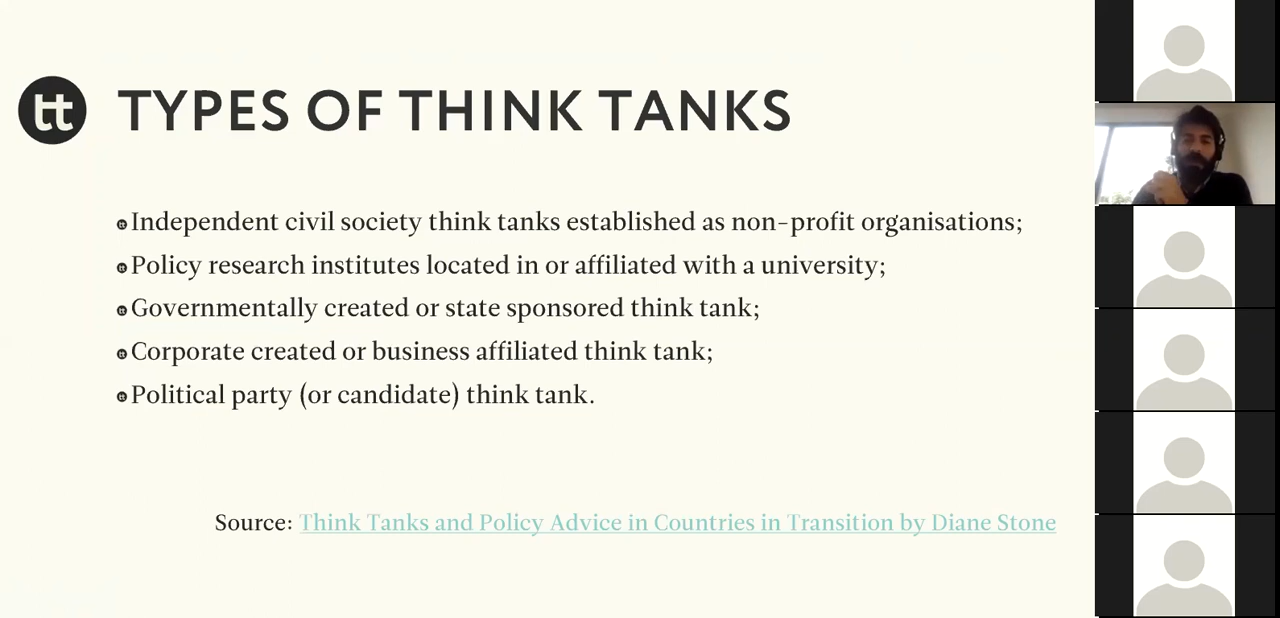 tt
TYPES OF THINK TANKS
Independent civil society think tanks established as non-profit organisations;
Policy research institutes located in or affiliated with a university;
Governmentally created or state sponsored think tank;
Corporate created or business affiliated think tank;
Political party (or candidate) think tank.
Source: Think Tanks and Policy Advice in Countries in Transition by Diane Stone